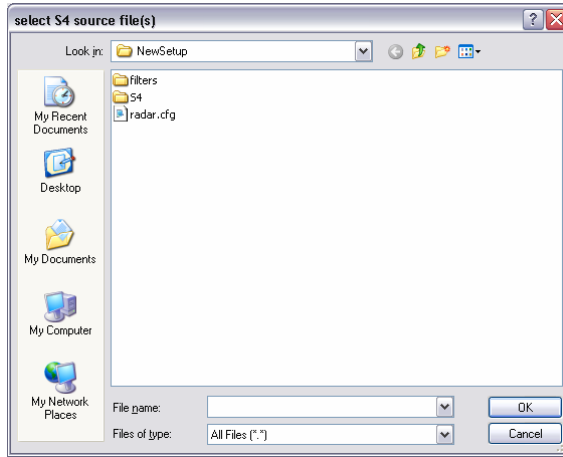 select S4 source file(s)
Look in: NewSetup
My Recent
Documents
Desktop
My Documents
My Computer
My Network
Places
filters
S4
radar.cfg
File name:
OK
Files of type: All Files (*.*)
Cancel